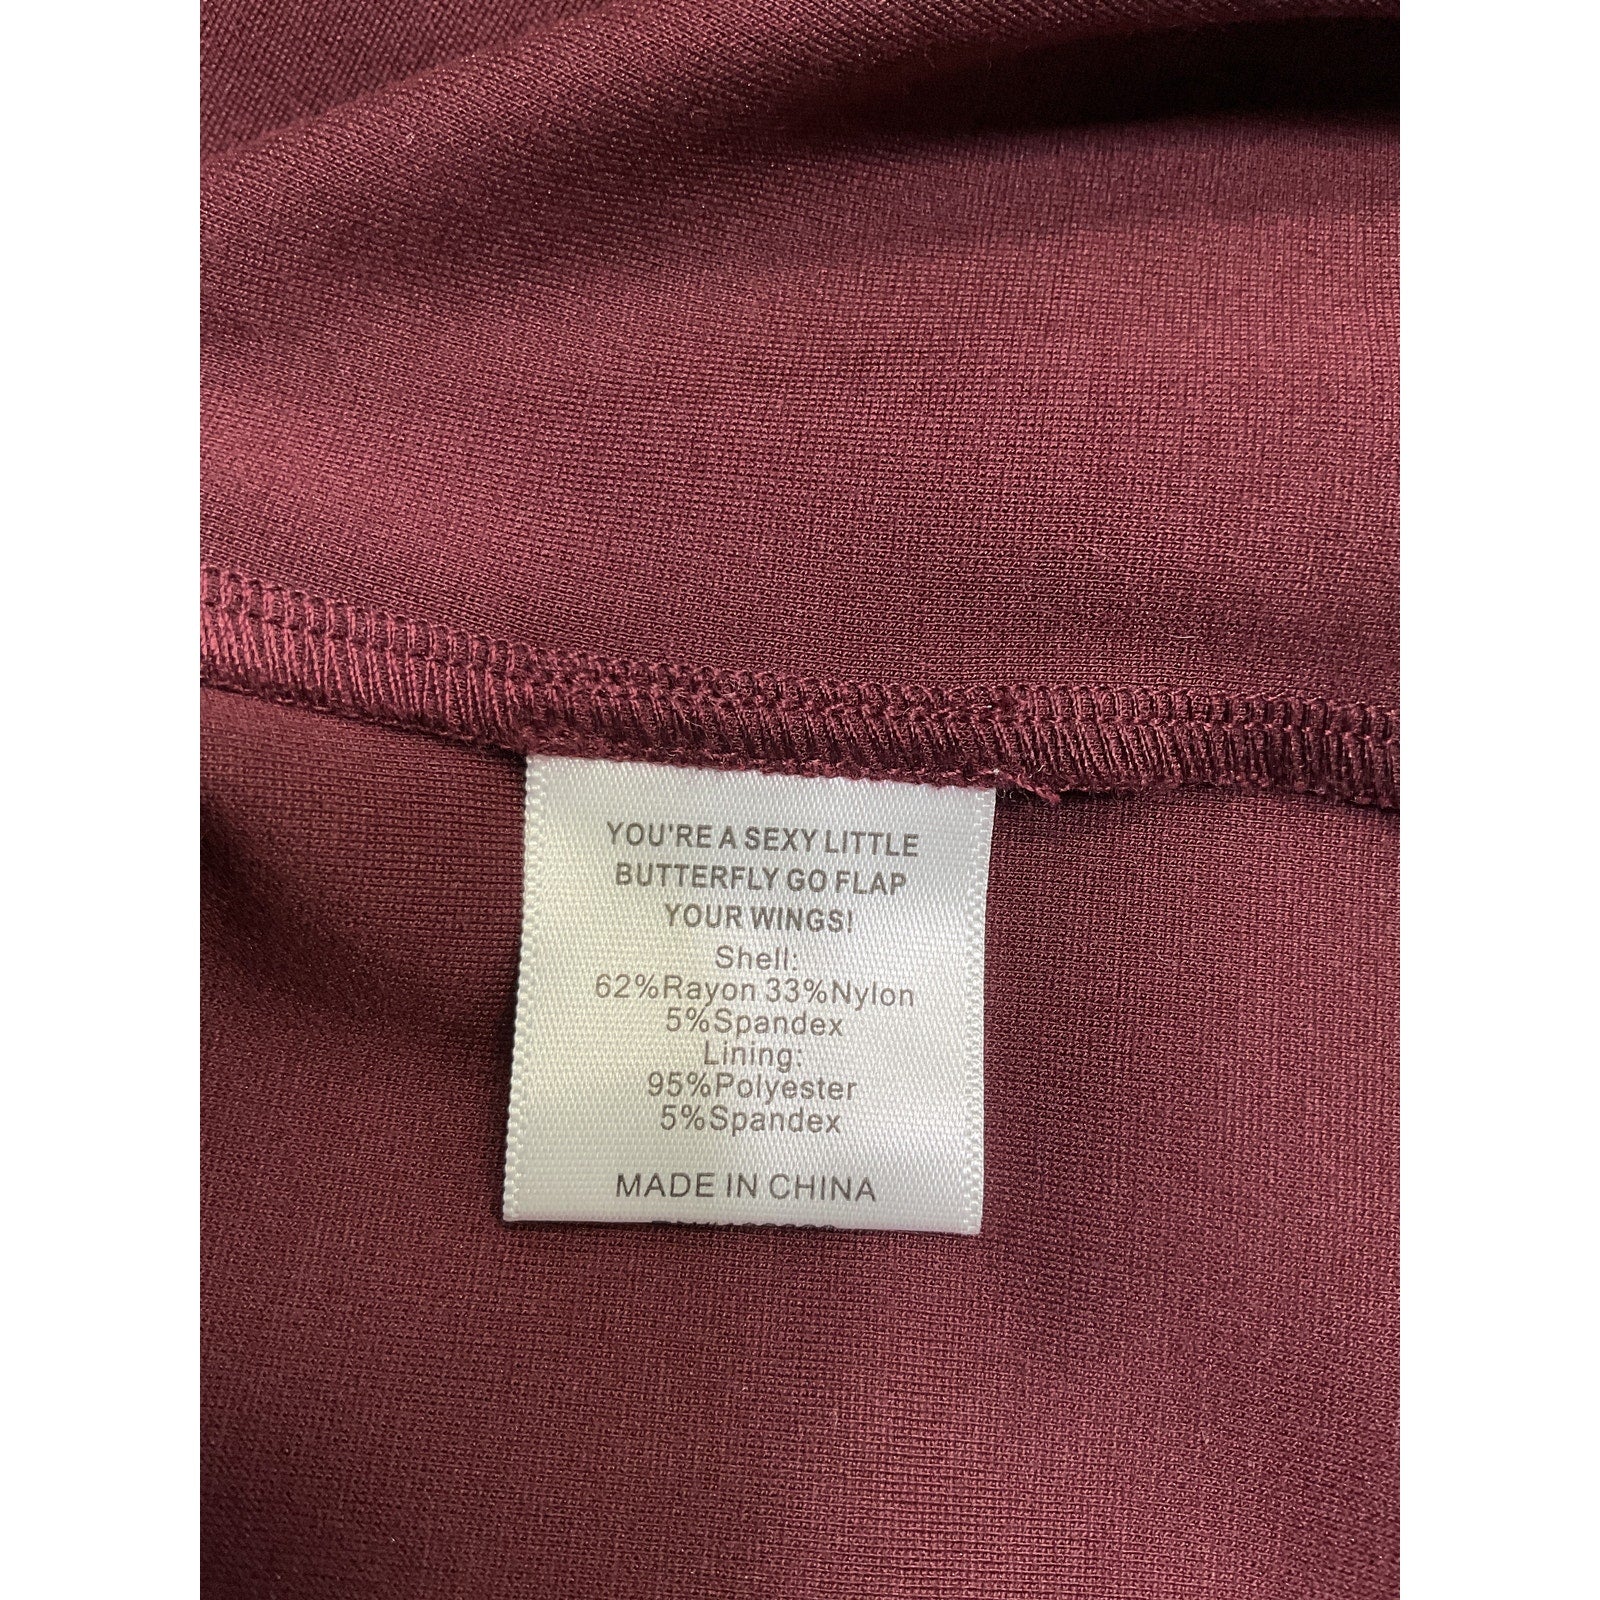 YOU'RE A SEXY LITTLE
BUTTERFLY GO FLAP
YOUR WINGS!
Shell:
62%Rayon 33%Nylon
5%Spandex
Lining:
95%Polyester
5%Spandex
MADE IN CHINA